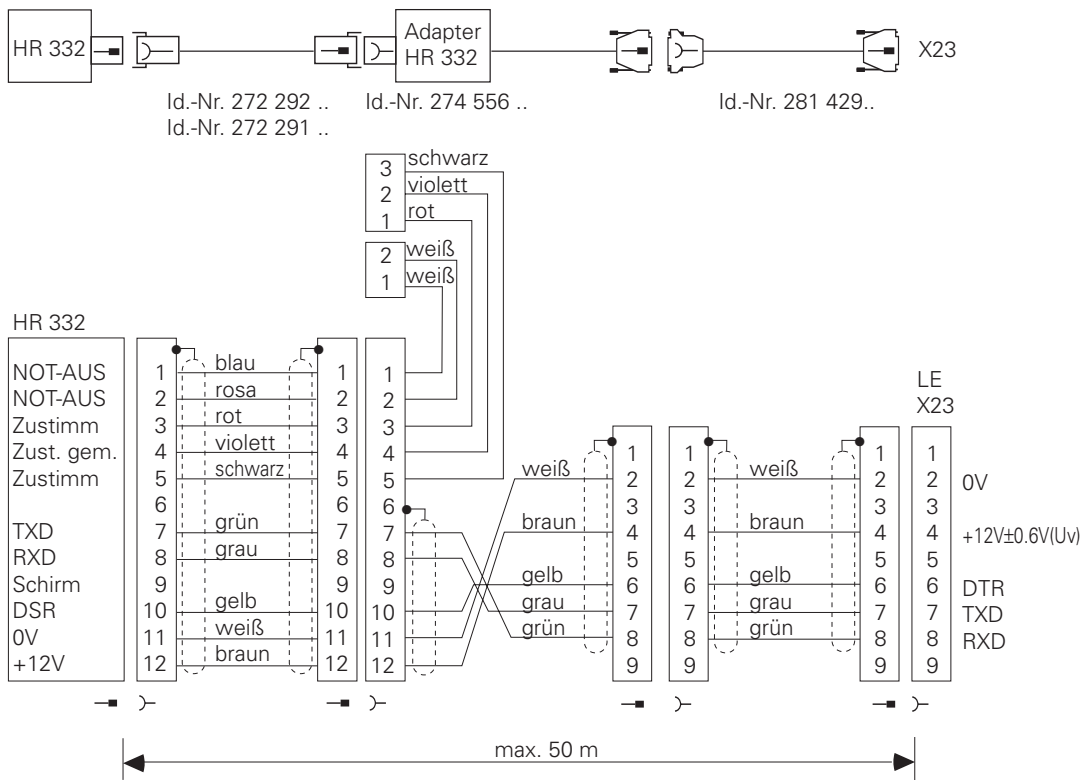 HR 332
Adapter
HR 332
X23
Id.-Nr. 272 292 ..
Id.-Nr. 272 291 ..
Id.-Nr. 274 556 ..
Id.-Nr. 281 429..
3 schwarz
2 violett
1 rot
2 weiß
1 weiß
HR 332
LE
X23
NOT-AUS 1 blau 1 1
NOT-AUS 2 rosa 2 2
Zustimm 3 rot 3 3
Zust. gem. 4 violett 4 4
Zustimm 5 schwarz 5 5
6 6 6
TXD 7 grün 7 7
RXD 8 grau 8 8
Schirm 9 9 9
DSR 10 gelb 10 10
0V 11 weiß 11 11
+12V 12 braun 12 12
1 1 1 1
weiß 2 2 weiß 2 2 0V
3 3 3 3
braun 4 4 braun 4 4 +12V±0.6V(Uv)
5 5 5 5
gelb 6 6 gelb 6 6 DTR
grau 7 7 grau 7 7 TXD
grün 8 8 grün 8 8 RXD
9 9 9 9
max. 50 m